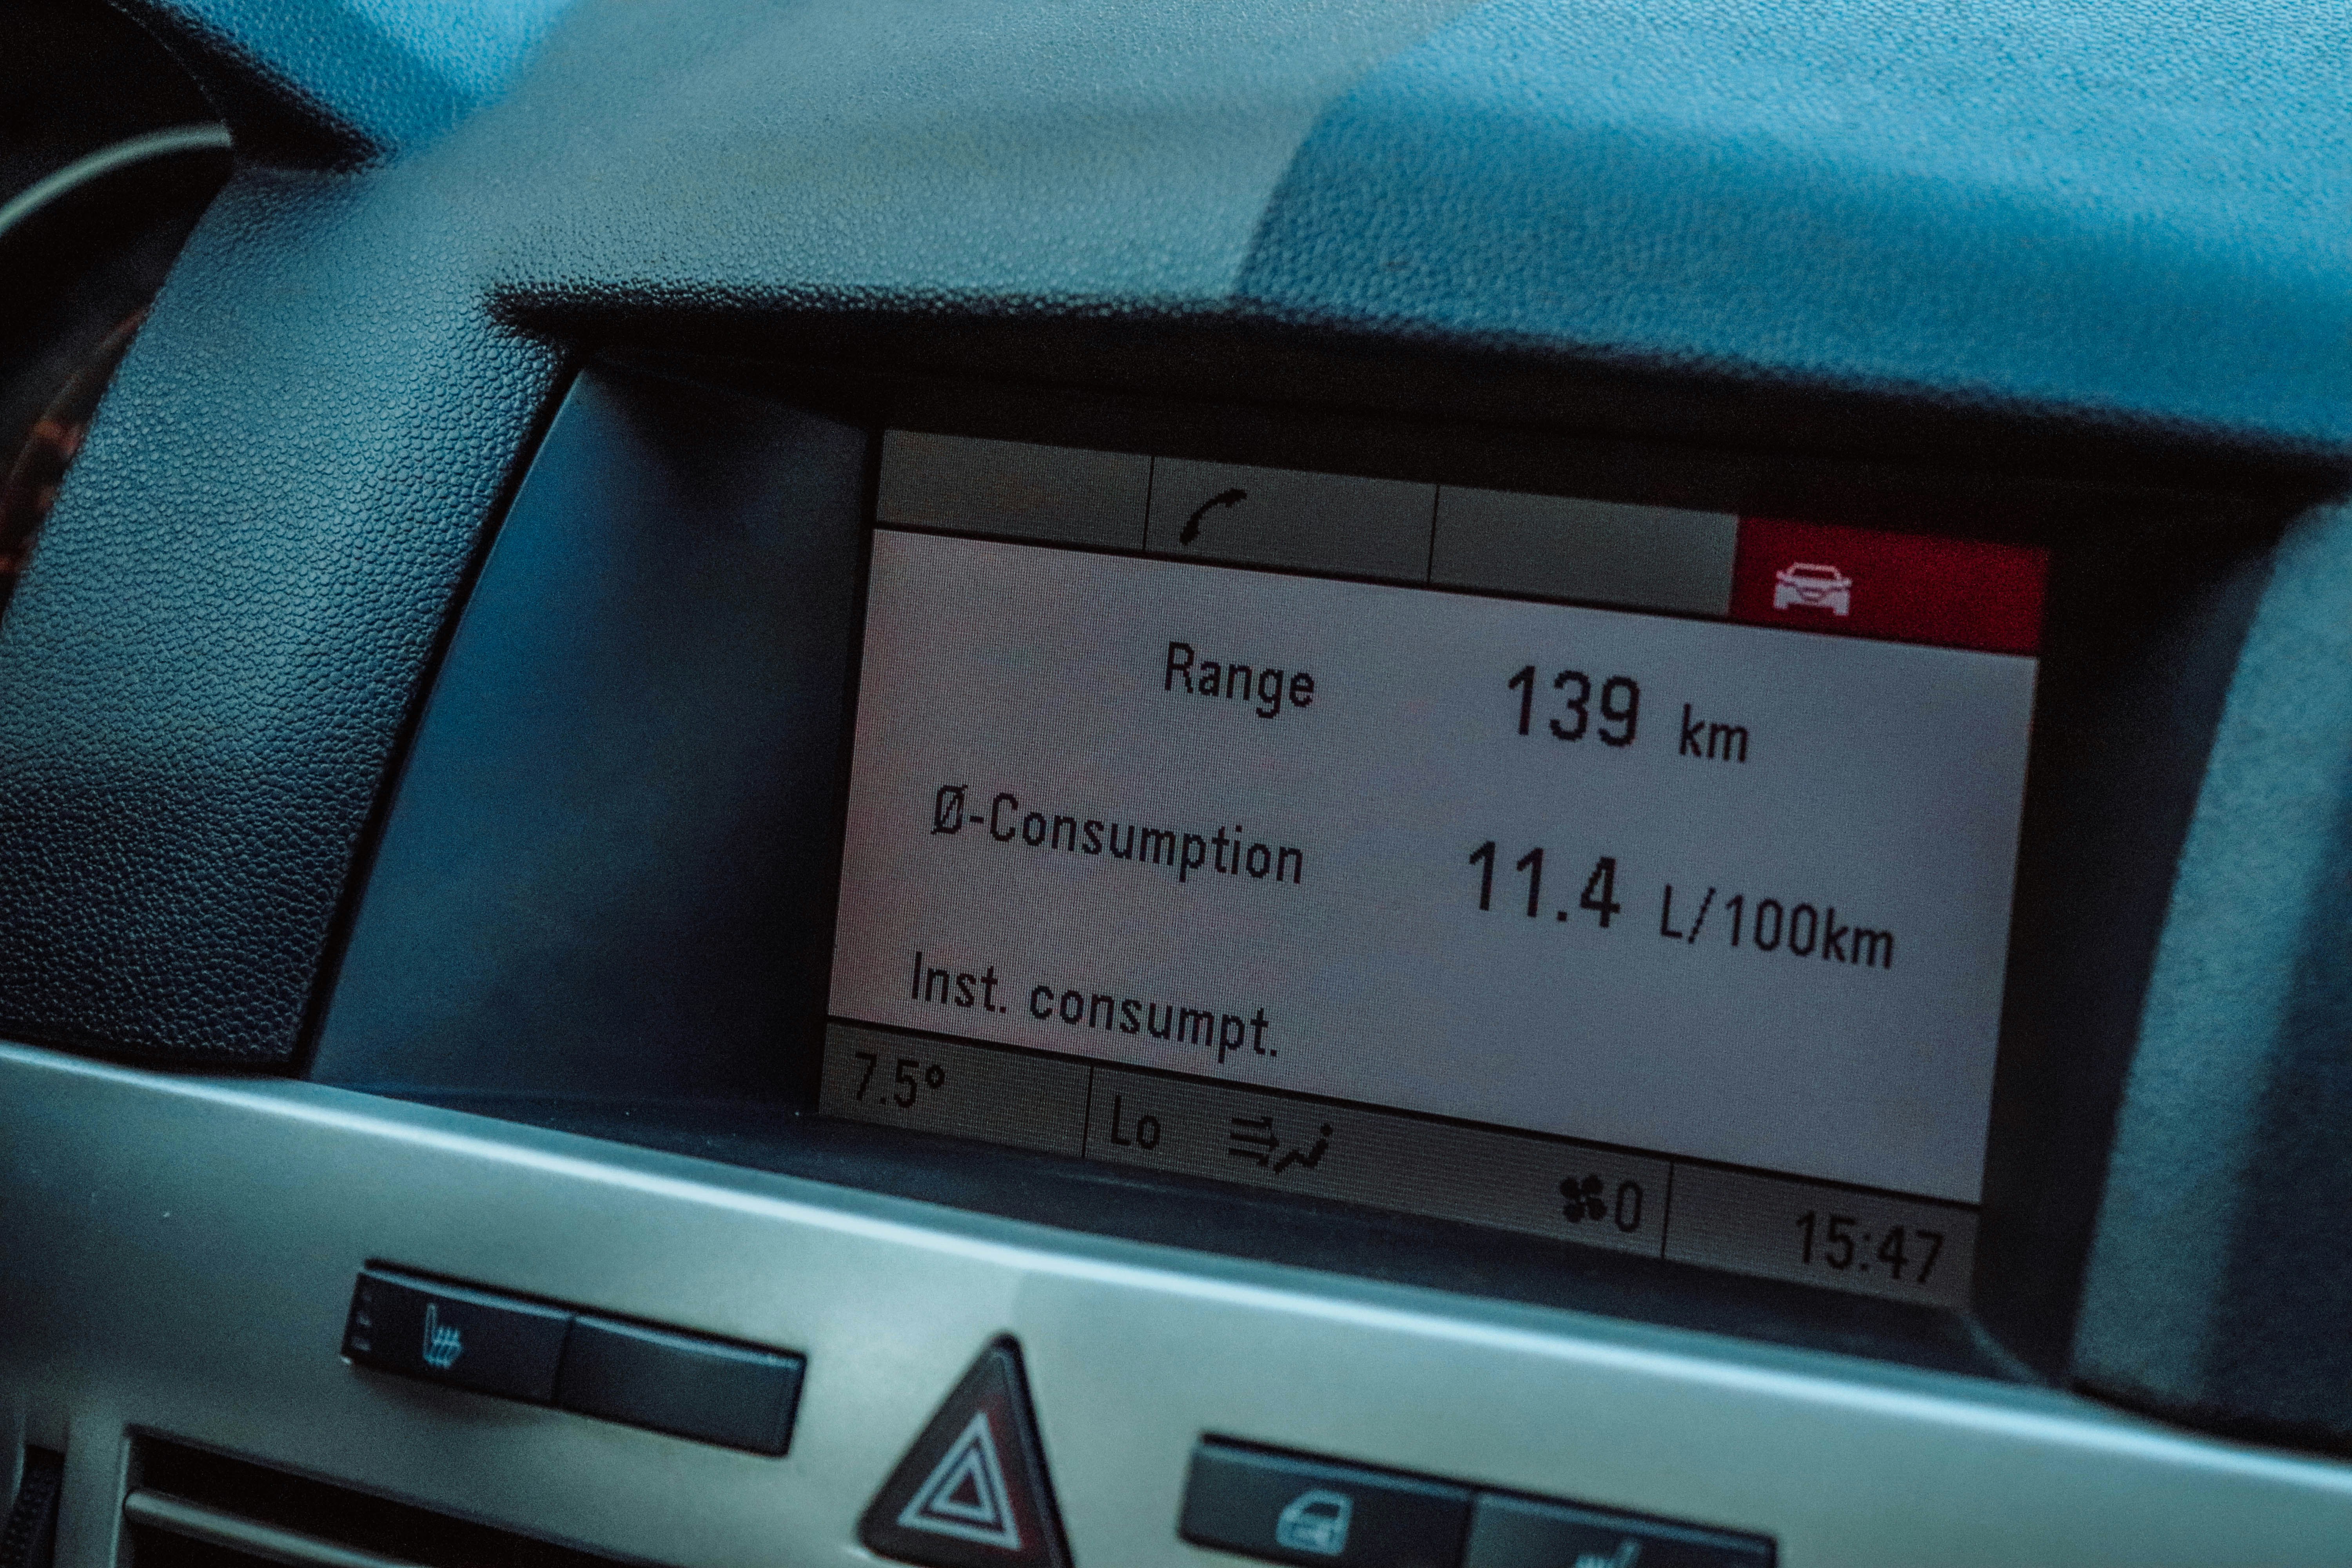 Range 139 km
Ø-Consumption 11.4 L/100km
Inst. consumpt.
7.5° Lo 0 15:47